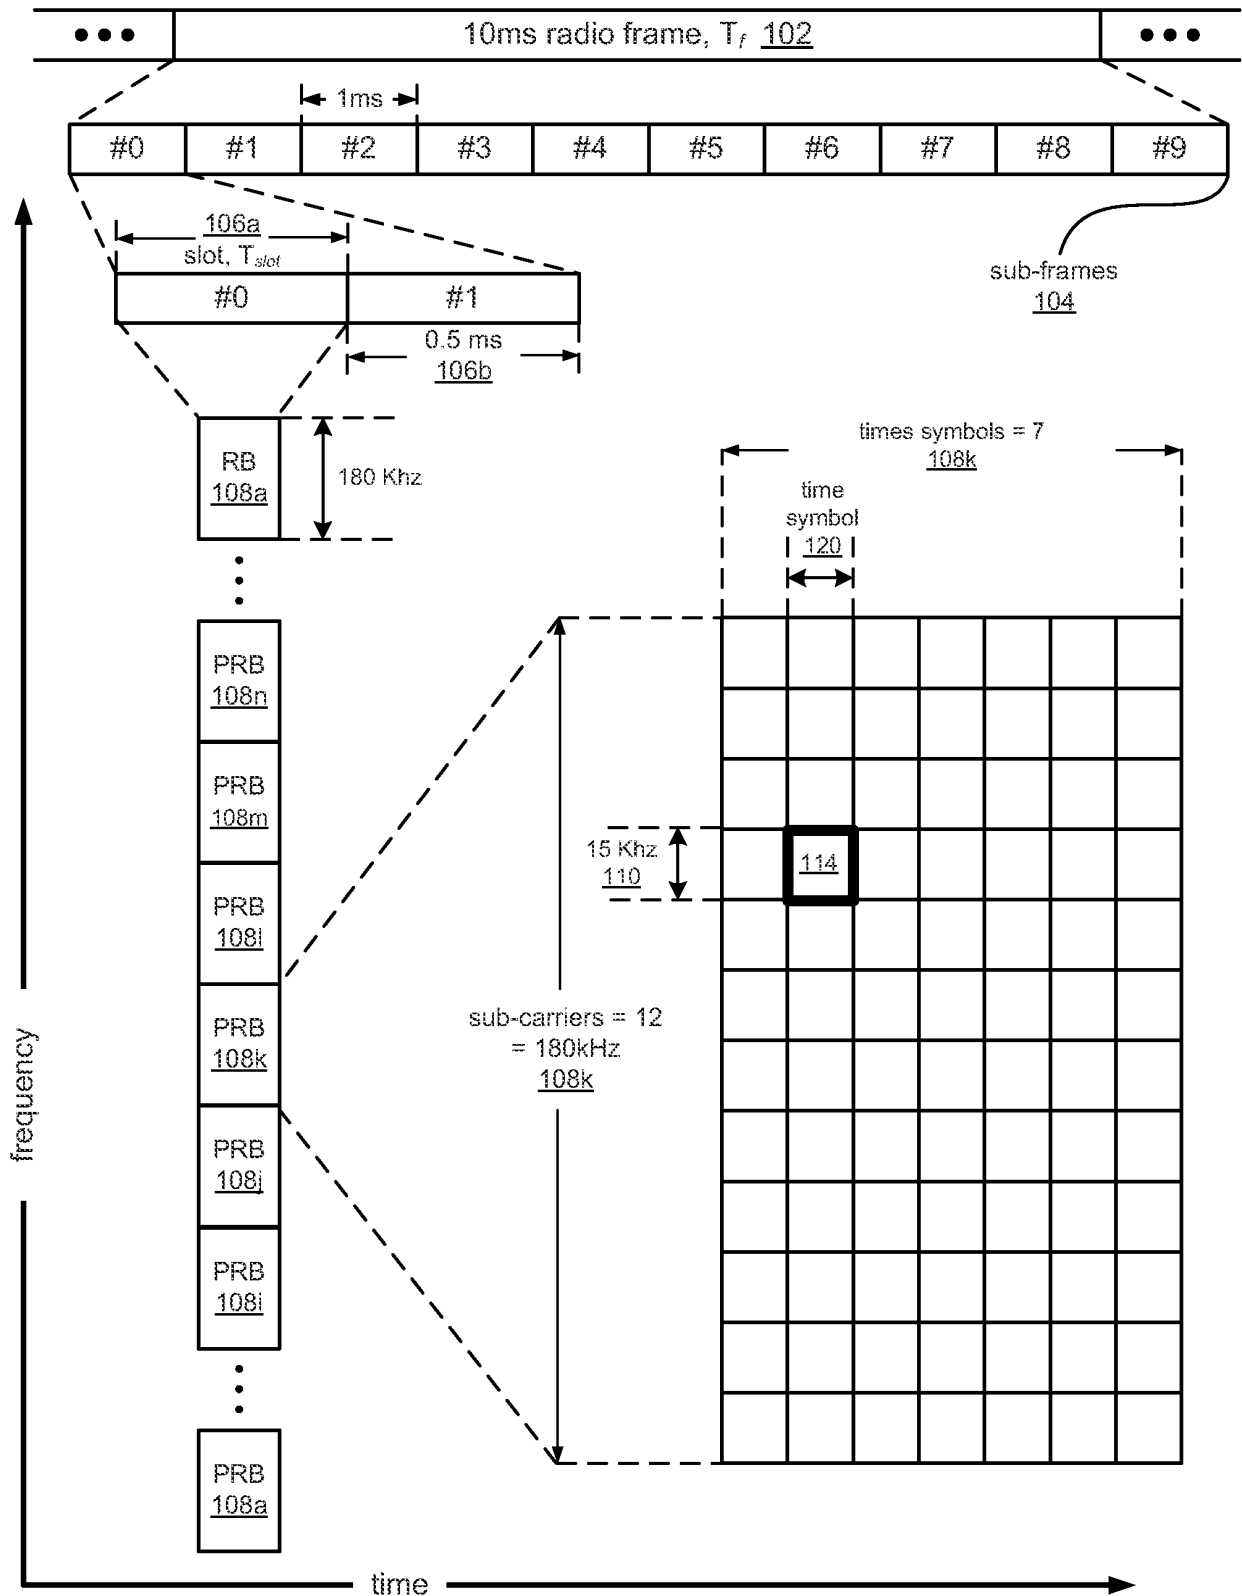 10ms radio frame, Tf 102
1ms
#0 #1 #2 #3 #4 #5 #6 #7 #8 #9
106a
slot, Tslot
#0 #1
0.5 ms
106b
sub-frames
104
RB
108a
180 Khz
times symbols = 7
108k
time
symbol
120
PRB
108n
PRB
108m
PRB
108l
PRB
108k
PRB
108j
PRB
108i
PRB
108a
15 Khz
110
114
sub-carriers = 12
= 180kHz
108k
frequency
time